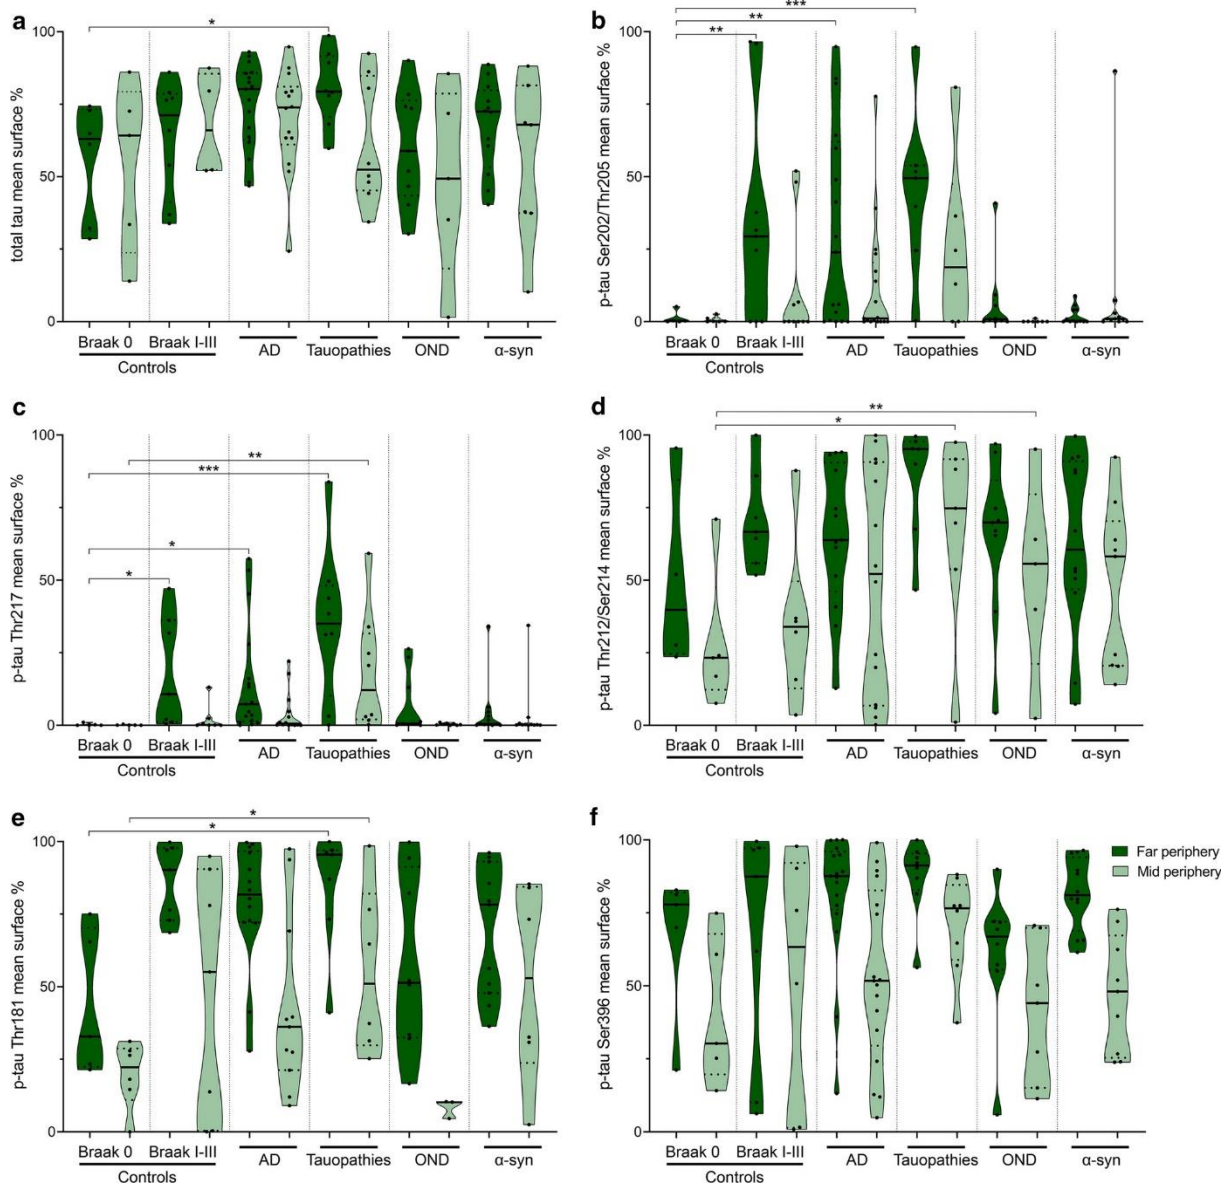 a
*
100
50
0
total tau mean surface %
Braak 0 Braak I-III AD Tauopathies OND α-syn
Controls
b
***
**
**
100
50
0
p-tau Ser202/Thr205 mean surface %
Braak 0 Braak I-III AD Tauopathies OND α-syn
Controls
c
**
***
*
*
100
50
0
p-tau Thr217 mean surface %
Braak 0 Braak I-III AD Tauopathies OND α-syn
Controls
d
**
*
100
50
0
p-tau Thr212/Ser214 mean surface %
Braak 0 Braak I-III AD Tauopathies OND α-syn
Controls
e
*
*
100
50
0
p-tau Thr181 mean surface %
Braak 0 Braak I-III AD Tauopathies OND α-syn
Controls
f
100
50
0
p-tau Ser396 mean surface %
Far periphery
Mid periphery
Braak 0 Braak I-III AD Tauopathies OND α-syn
Controls